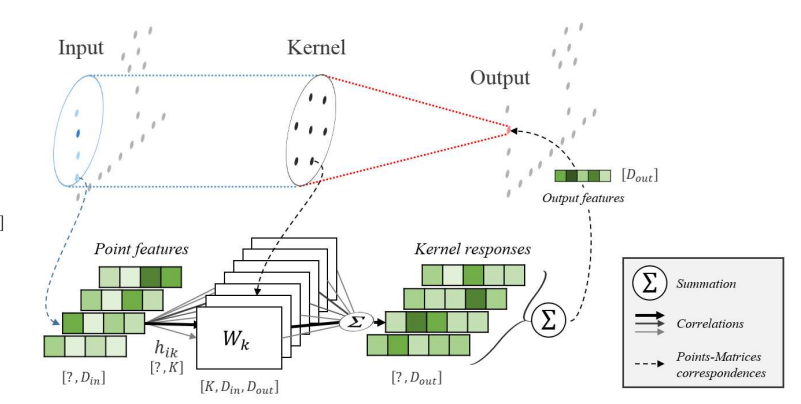 Input
Kernel
Output
]
[D_out]
Output features
Point features
Kernel responses
Σ
Summation
Correlations
Points-Matrices
correspondences
h_ik
[?, K]
W_k
Σ
Σ
[?, D_in]
[K, D_in, D_out]
[?, D_out]